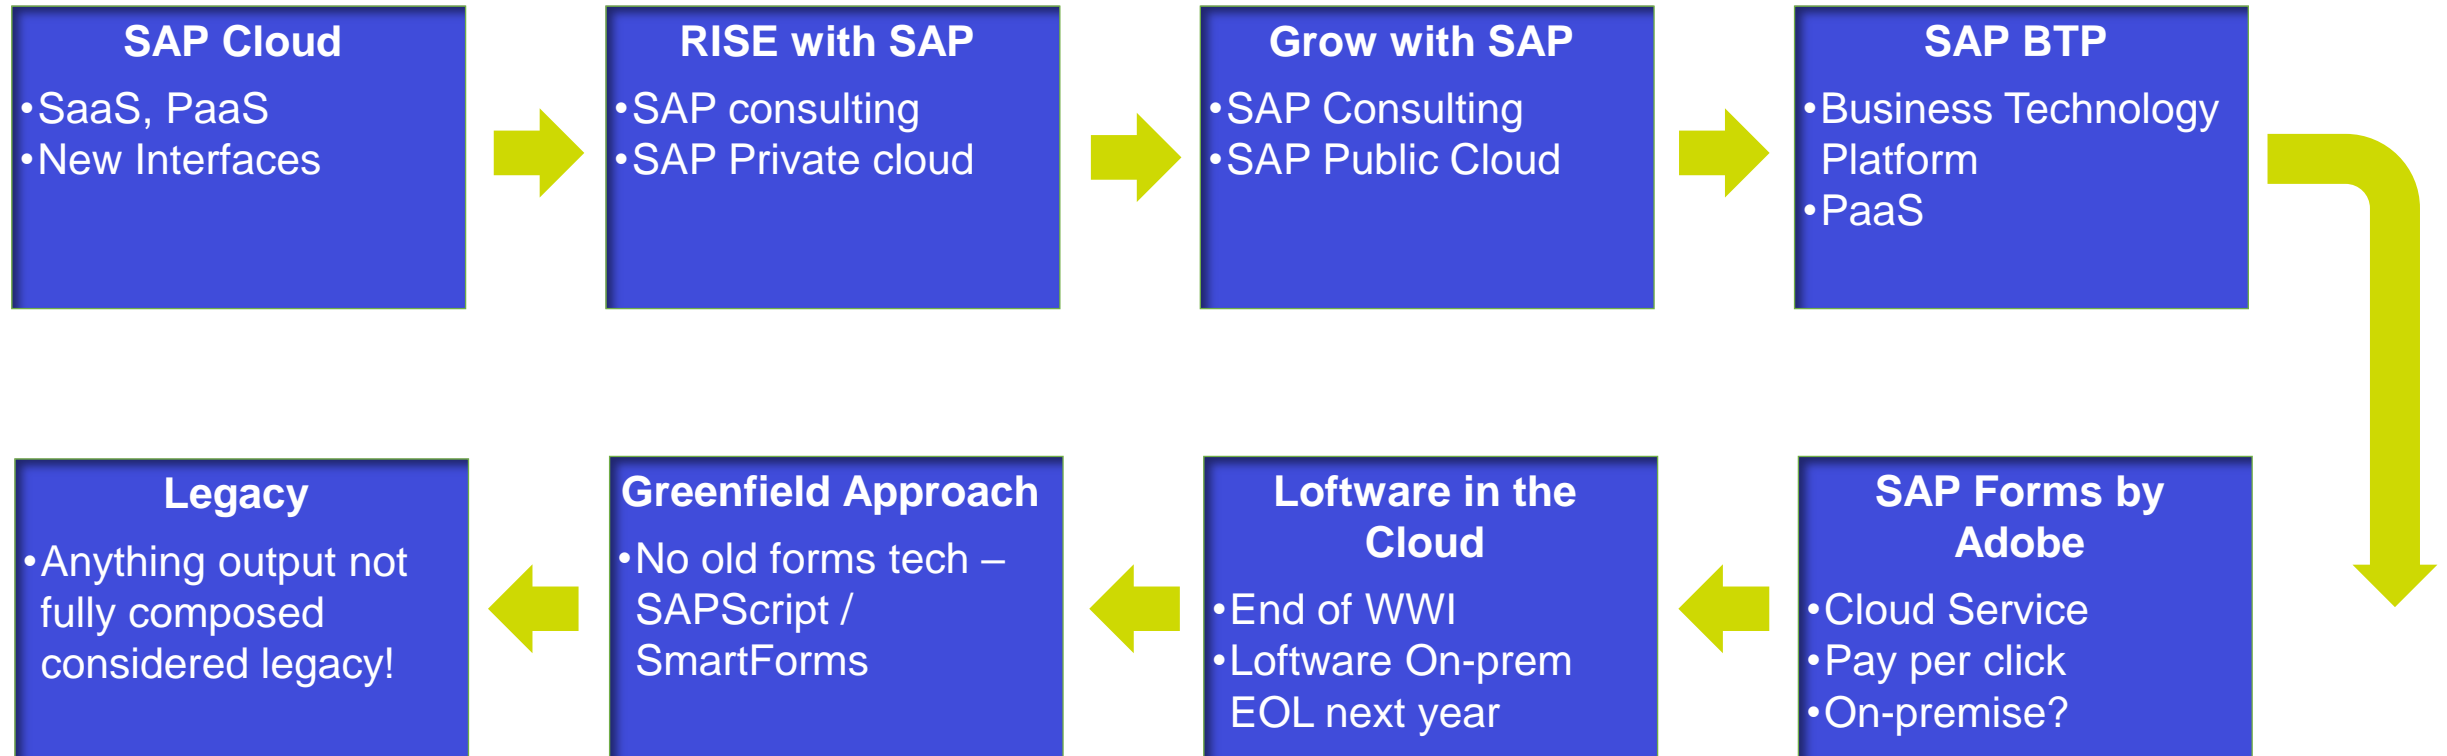 SAP Cloud
•SaaS, PaaS
•New Interfaces
RISE with SAP
•SAP consulting
•SAP Private cloud
Grow with SAP
•SAP Consulting
•SAP Public Cloud
SAP BTP
•Business Technology
Platform
•PaaS
SAP Forms by
Adobe
•Cloud Service
•Pay per click
•On-premise?
Loftware in the
Cloud
•End of WWI
•Loftware On-prem
EOL next year
Greenfield Approach
•No old forms tech –
SAPScript /
SmartForms
Legacy
•Anything output not
fully composed
considered legacy!